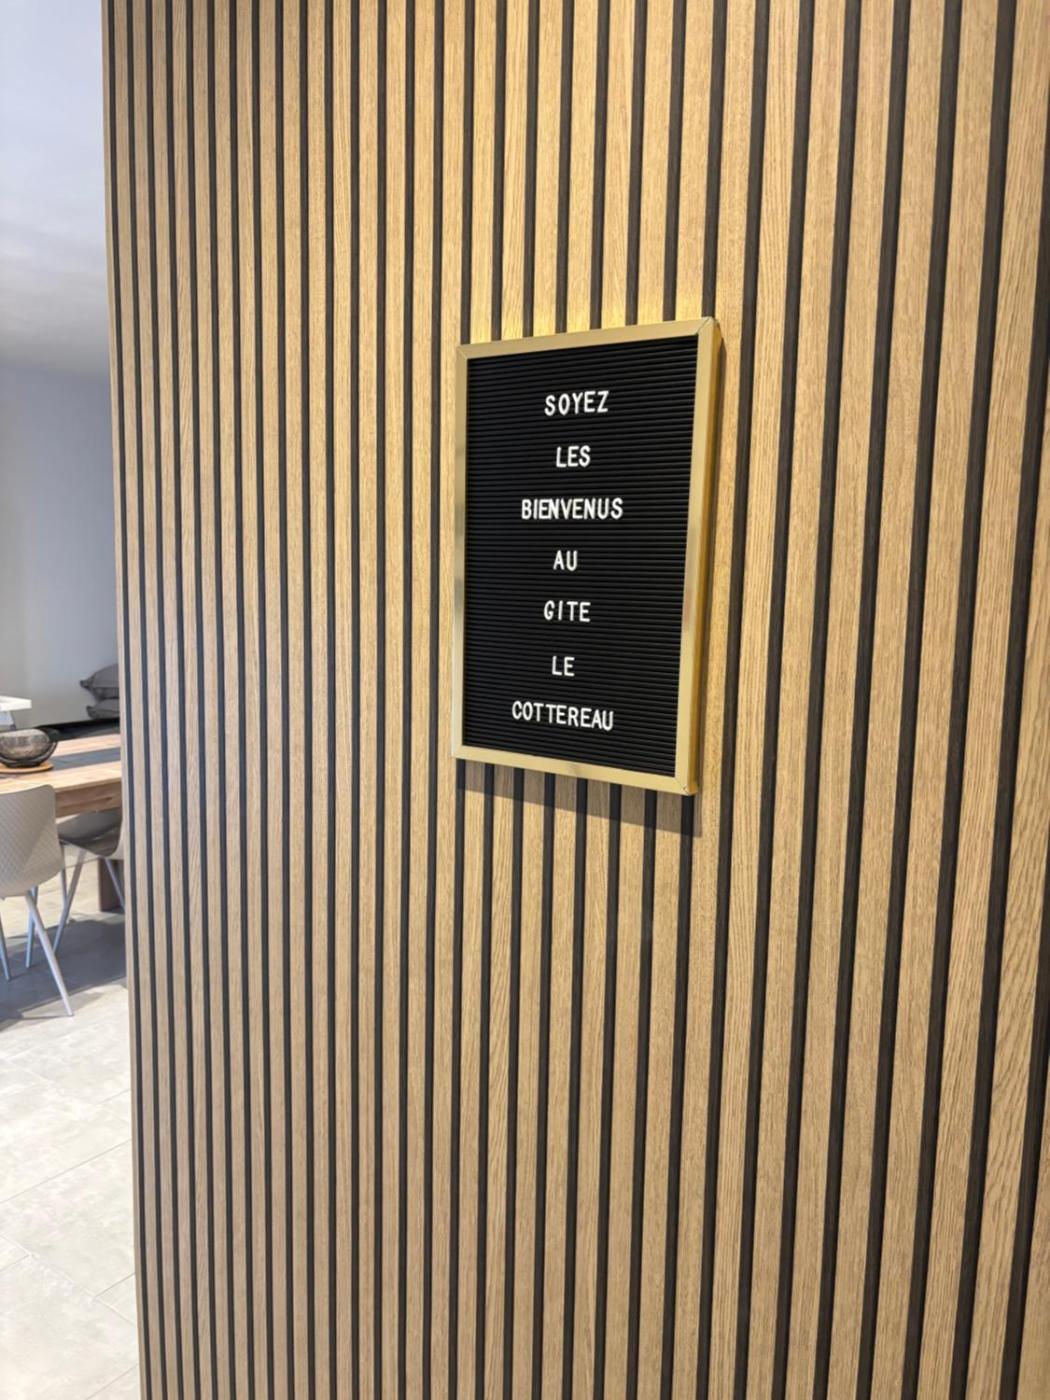 SOYEZ
LES
BIENVENUS
AU
GITE
LE
COTTEREAU